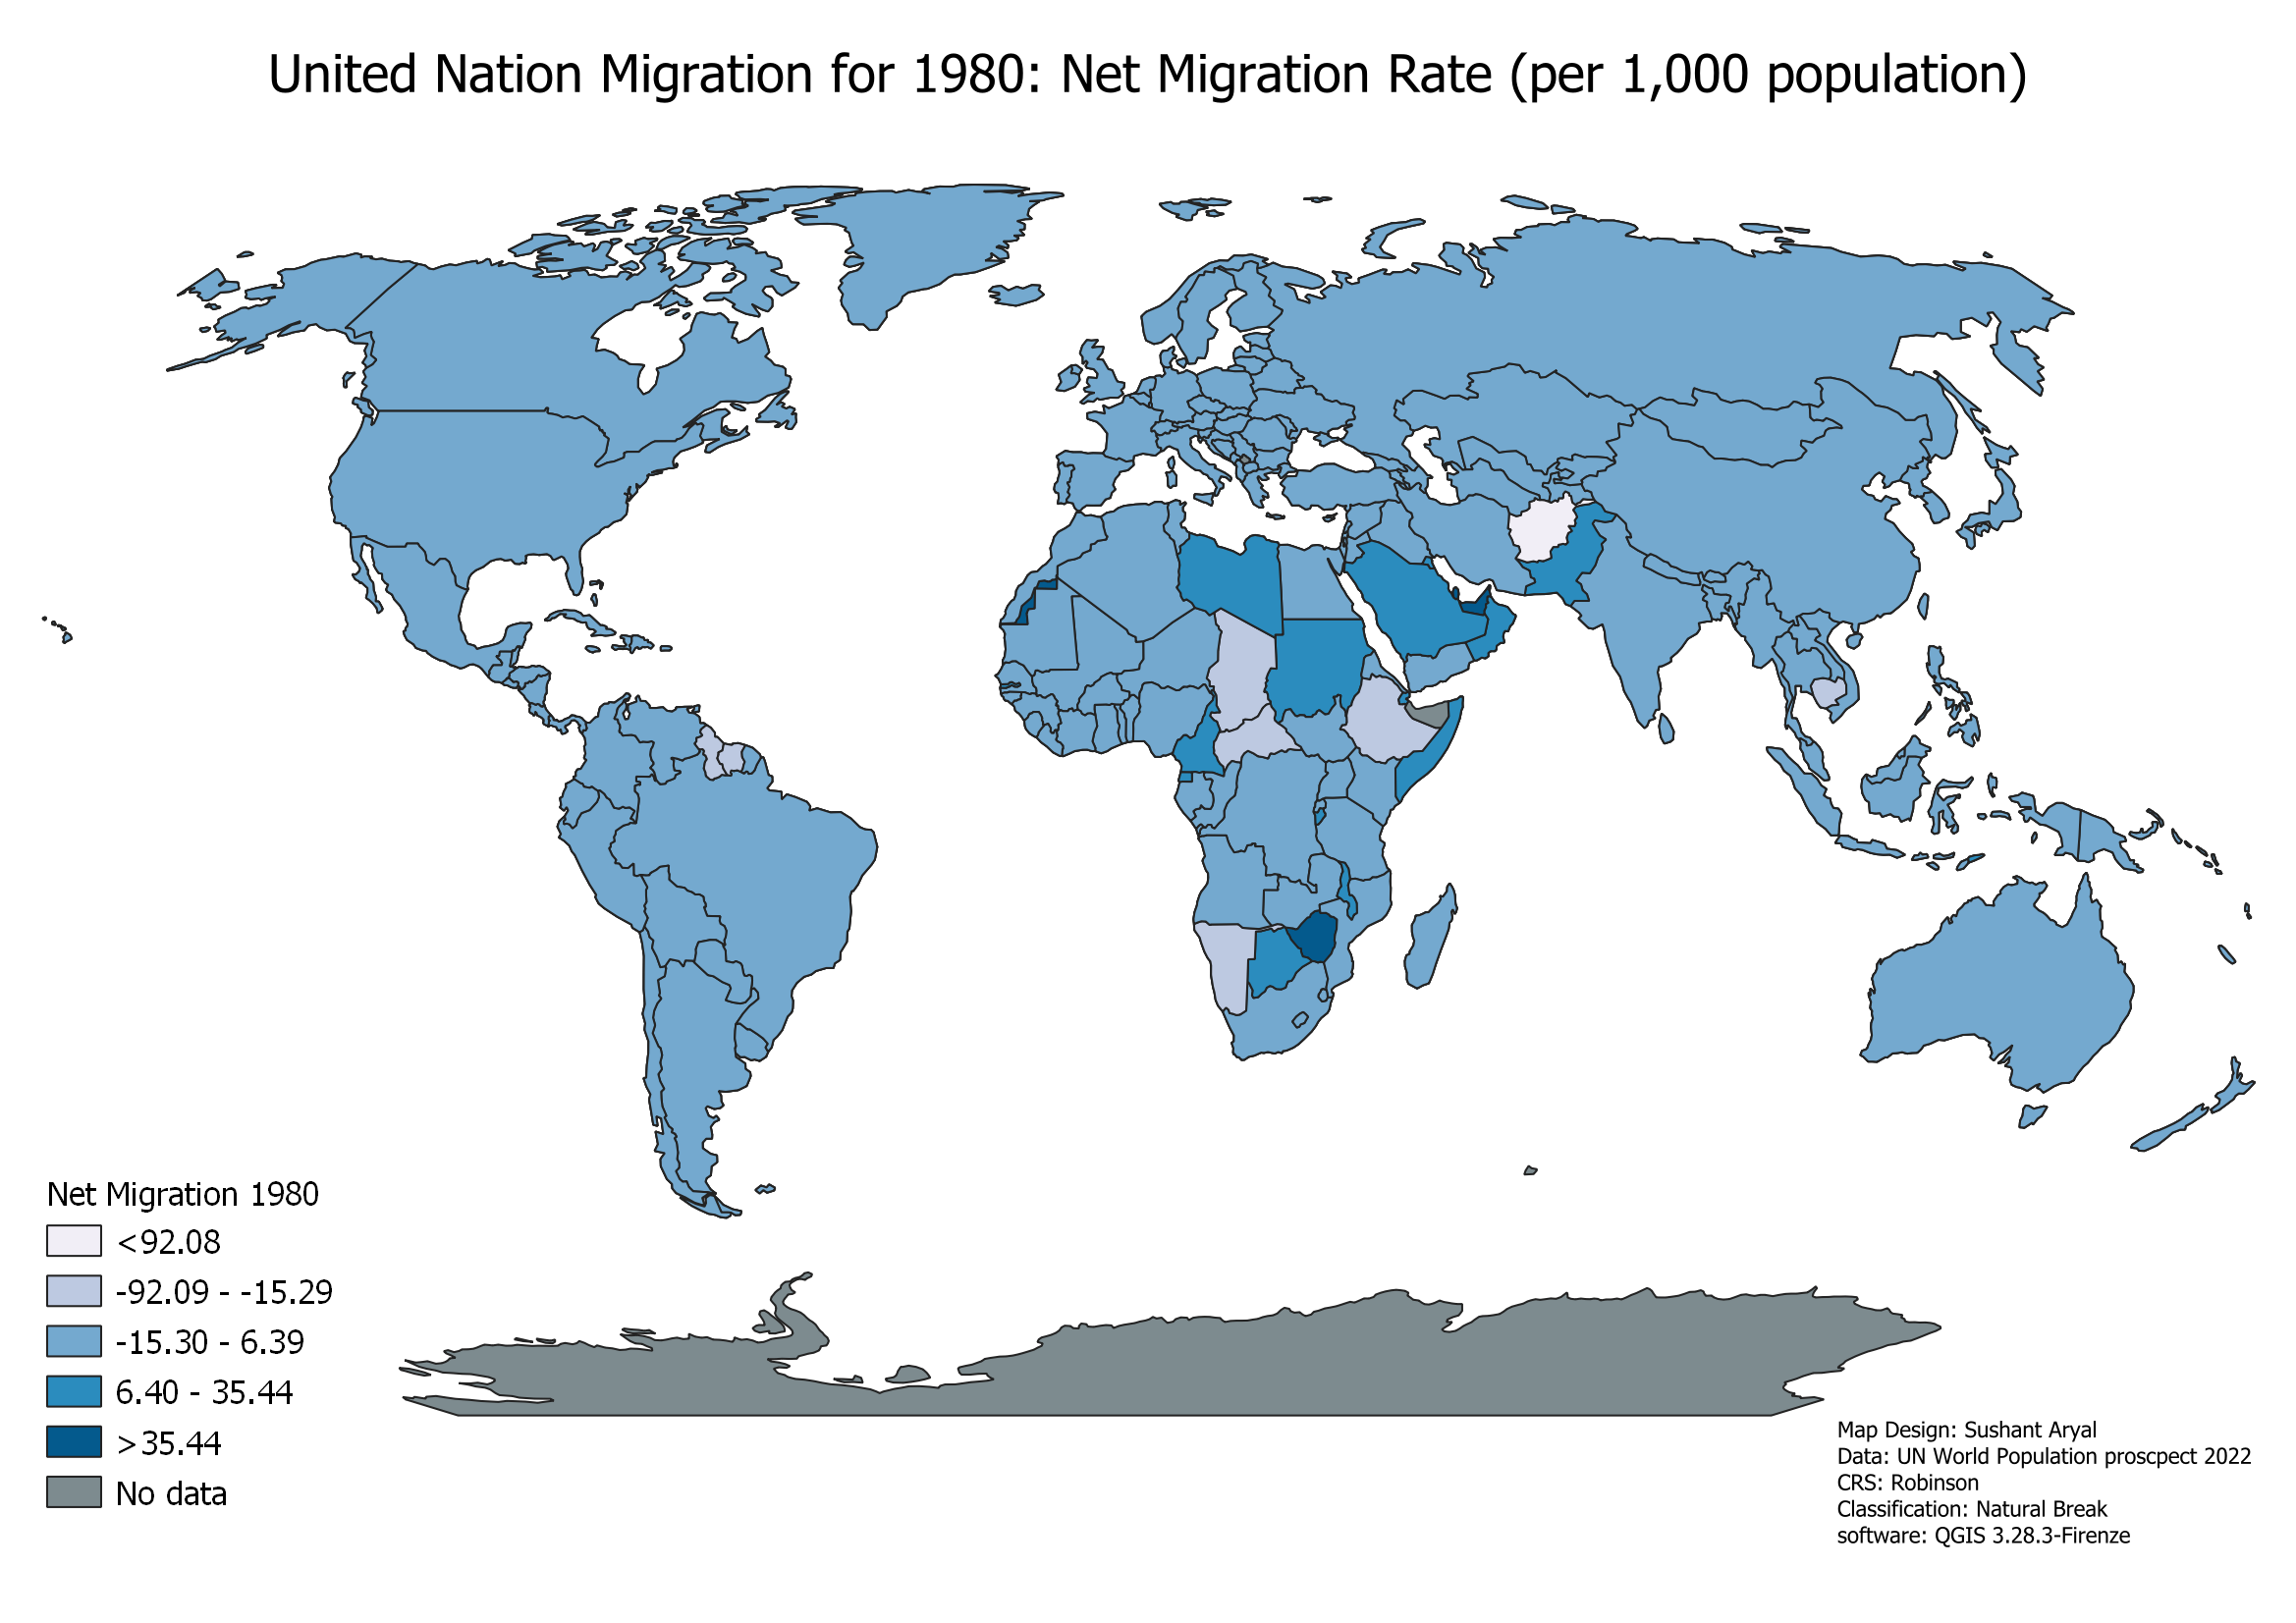 United Nation Migration for 1980: Net Migration Rate (per 1,000 population)
Net Migration 1980
<92.08
-92.09 - -15.29
-15.30 - 6.39
6.40 - 35.44
>35.44
No data
Map Design: Sushant Aryal
Data: UN World Population proscpect 2022
CRS: Robinson
Classification: Natural Break
software: QGIS 3.28.3-Firenze